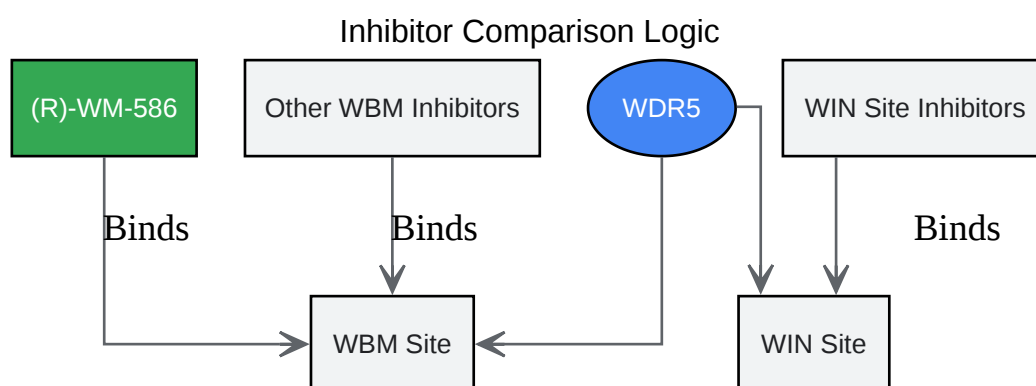 Inhibitor Comparison Logic
(R)-WM-586
Other WBM Inhibitors
WDR5
WIN Site Inhibitors
Binds
Binds
Binds
WBM Site
WIN Site